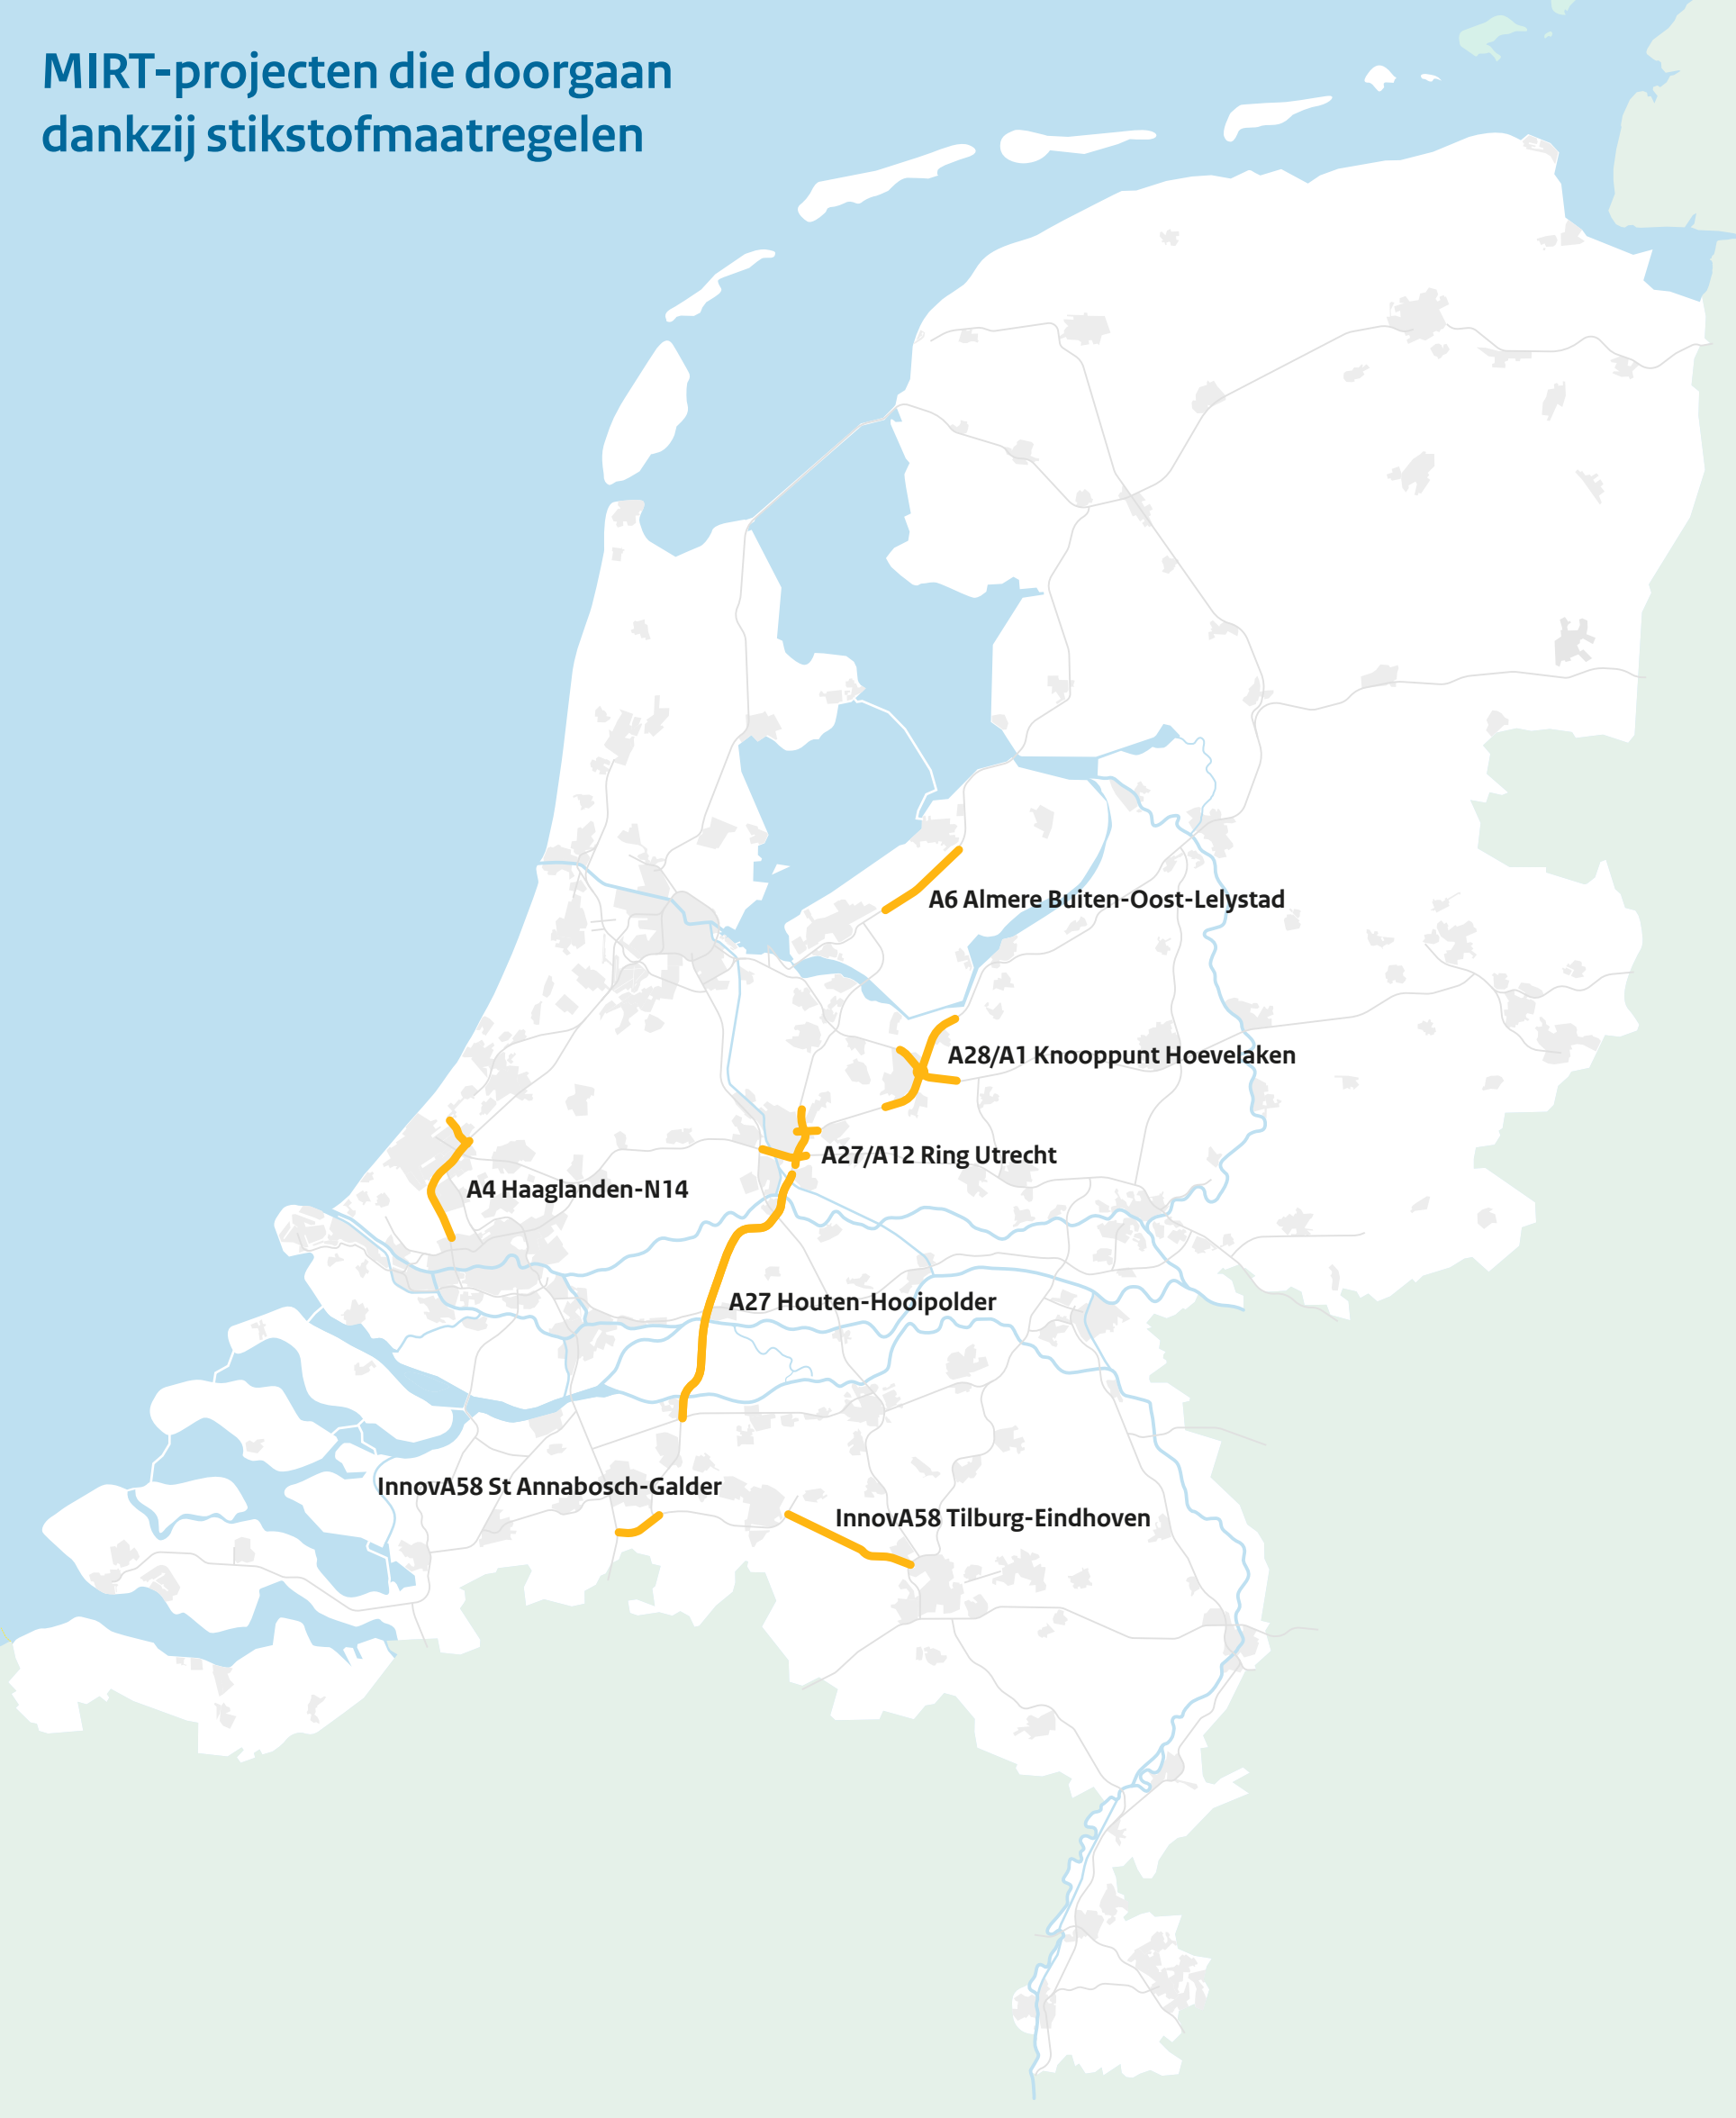 MIRT-projecten die doorgaan
dankzij stikstofmaatregelen
A6 Almere Buiten-Oost-Lelystad
A28/A1 Knooppunt Hoevelaken
A27/A12 Ring Utrecht
A4 Haaglanden-N14
A27 Houten-Hooipolder
InnovA58 St Annabosch-Galder
InnovA58 Tilburg-Eindhoven